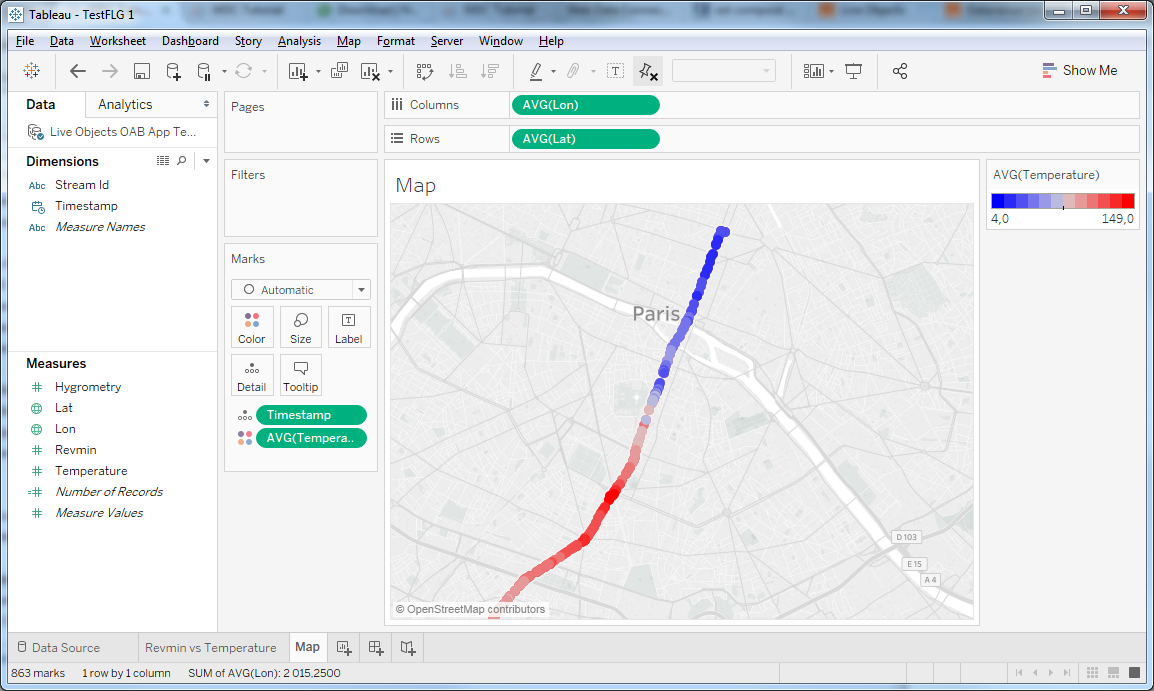 Tableau - TestFLG 1
File Data Worksheet Dashboard Story Analysis Map Format Server Window Help
Show Me
Data
Analytics
Live Objects OAB App Te...
Dimensions
Abc Stream Id
Timestamp
Abc Measure Names
Measures
Hygrometry
Lat
Lon
Revmin
Temperature
Number of Records
Measure Values
Pages
Filters
Marks
Automatic
Color
Size
T
Label
Detail
Tooltip
Timestamp
AVG(Tempera..
Columns
AVG(Lon)
Rows
AVG(Lat)
Map
Paris
D 103
E 15
A 4
© OpenStreetMap contributors
AVG(Temperature)
4,0
149,0
Data Source
Revmin vs Temperature
Map
863 marks
1 row by 1 column
SUM of AVG(Lon): 2 015,2500